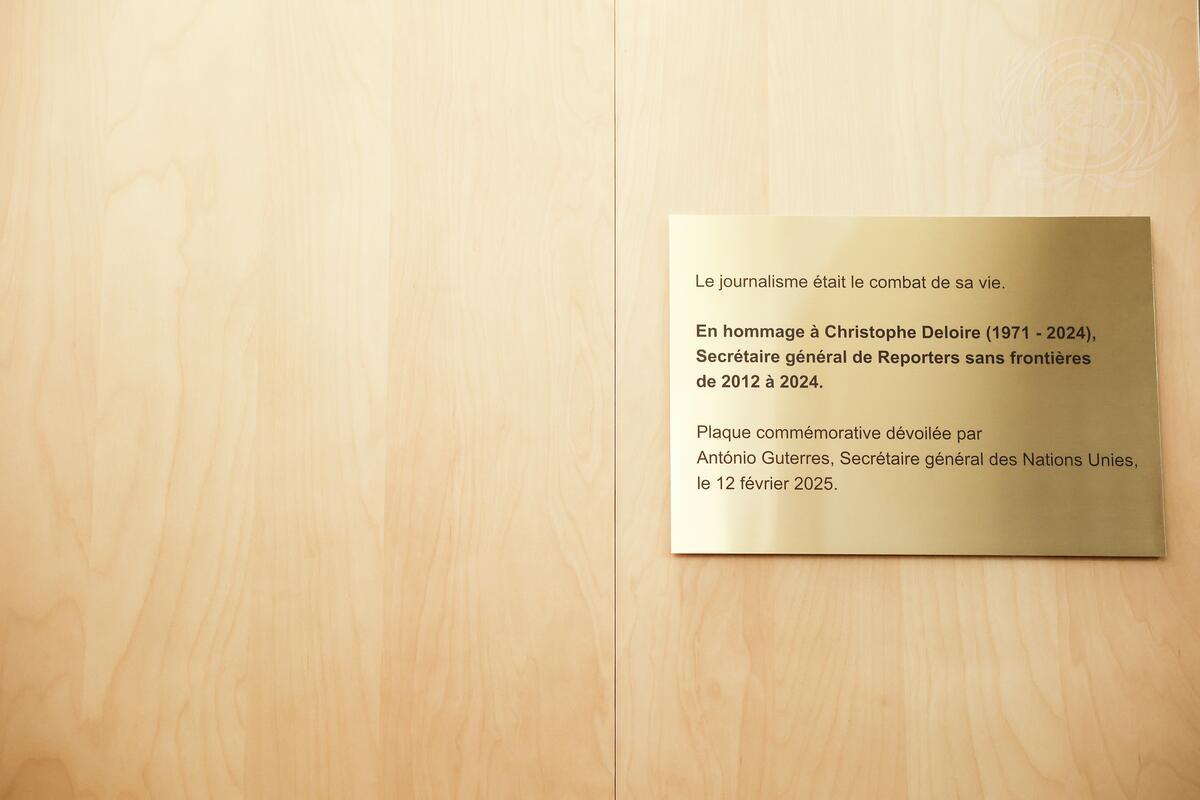 Le journalisme était le combat de sa vie.
En hommage à Christophe Deloire (1971 - 2024),
Secrétaire général de Reporters sans frontières
de 2012 à 2024.
Plaque commémorative dévoilée par
António Guterres, Secrétaire général des Nations Unies,
le 12 février 2025.